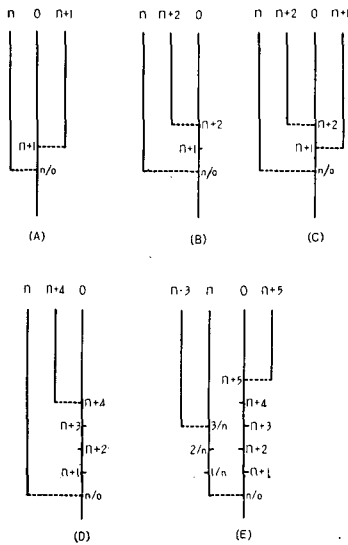 n 0 n+1
n n+2 0
n n+2 0 n+1
n+1
n/o
n+2
n+1
n/o
n+2
n+1
n/o
(A)
(B)
(C)
n n+4 0
n·3 n 0 n+5
n+4
n+3
n+2
n+1
n/o
n+5
n+4
3/n n+3
2/n n+2
1/n n+1
n/o
(D)
(E)